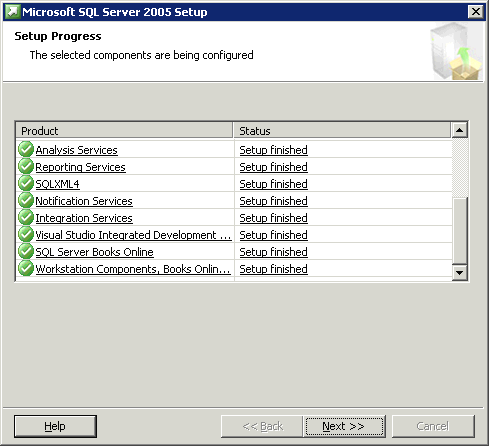 Microsoft SQL Server 2005 Setup
Setup Progress
The selected components are being configured
Product Status
Analysis Services Setup finished
Reporting Services Setup finished
SQLXML4 Setup finished
Notification Services Setup finished
Integration Services Setup finished
Visual Studio Integrated Development ... Setup finished
SQL Server Books Online Setup finished
Workstation Components, Books Onlin... Setup finished
Help << Back Next >> Cancel